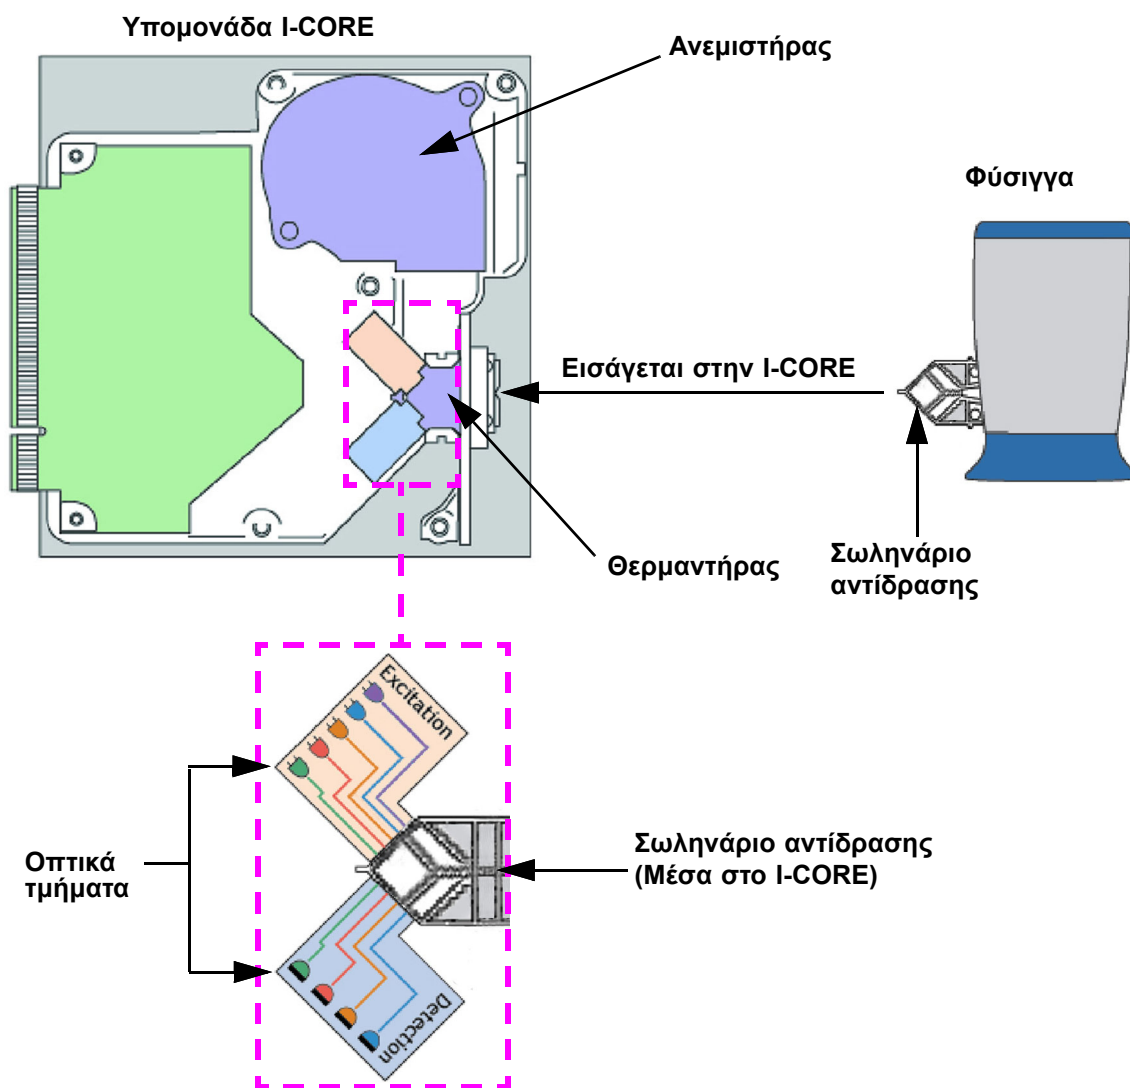 Υπομονάδα I-CORE
Ανεμιστήρας
Φύσιγγα
Εισάγεται στην I-CORE
Θερμαντήρας
Σωληνάριο
αντίδρασης
Excitation
Οπτικά
τμήματα
Σωληνάριο αντίδρασης
(Μέσα στο I-CORE)
Detection